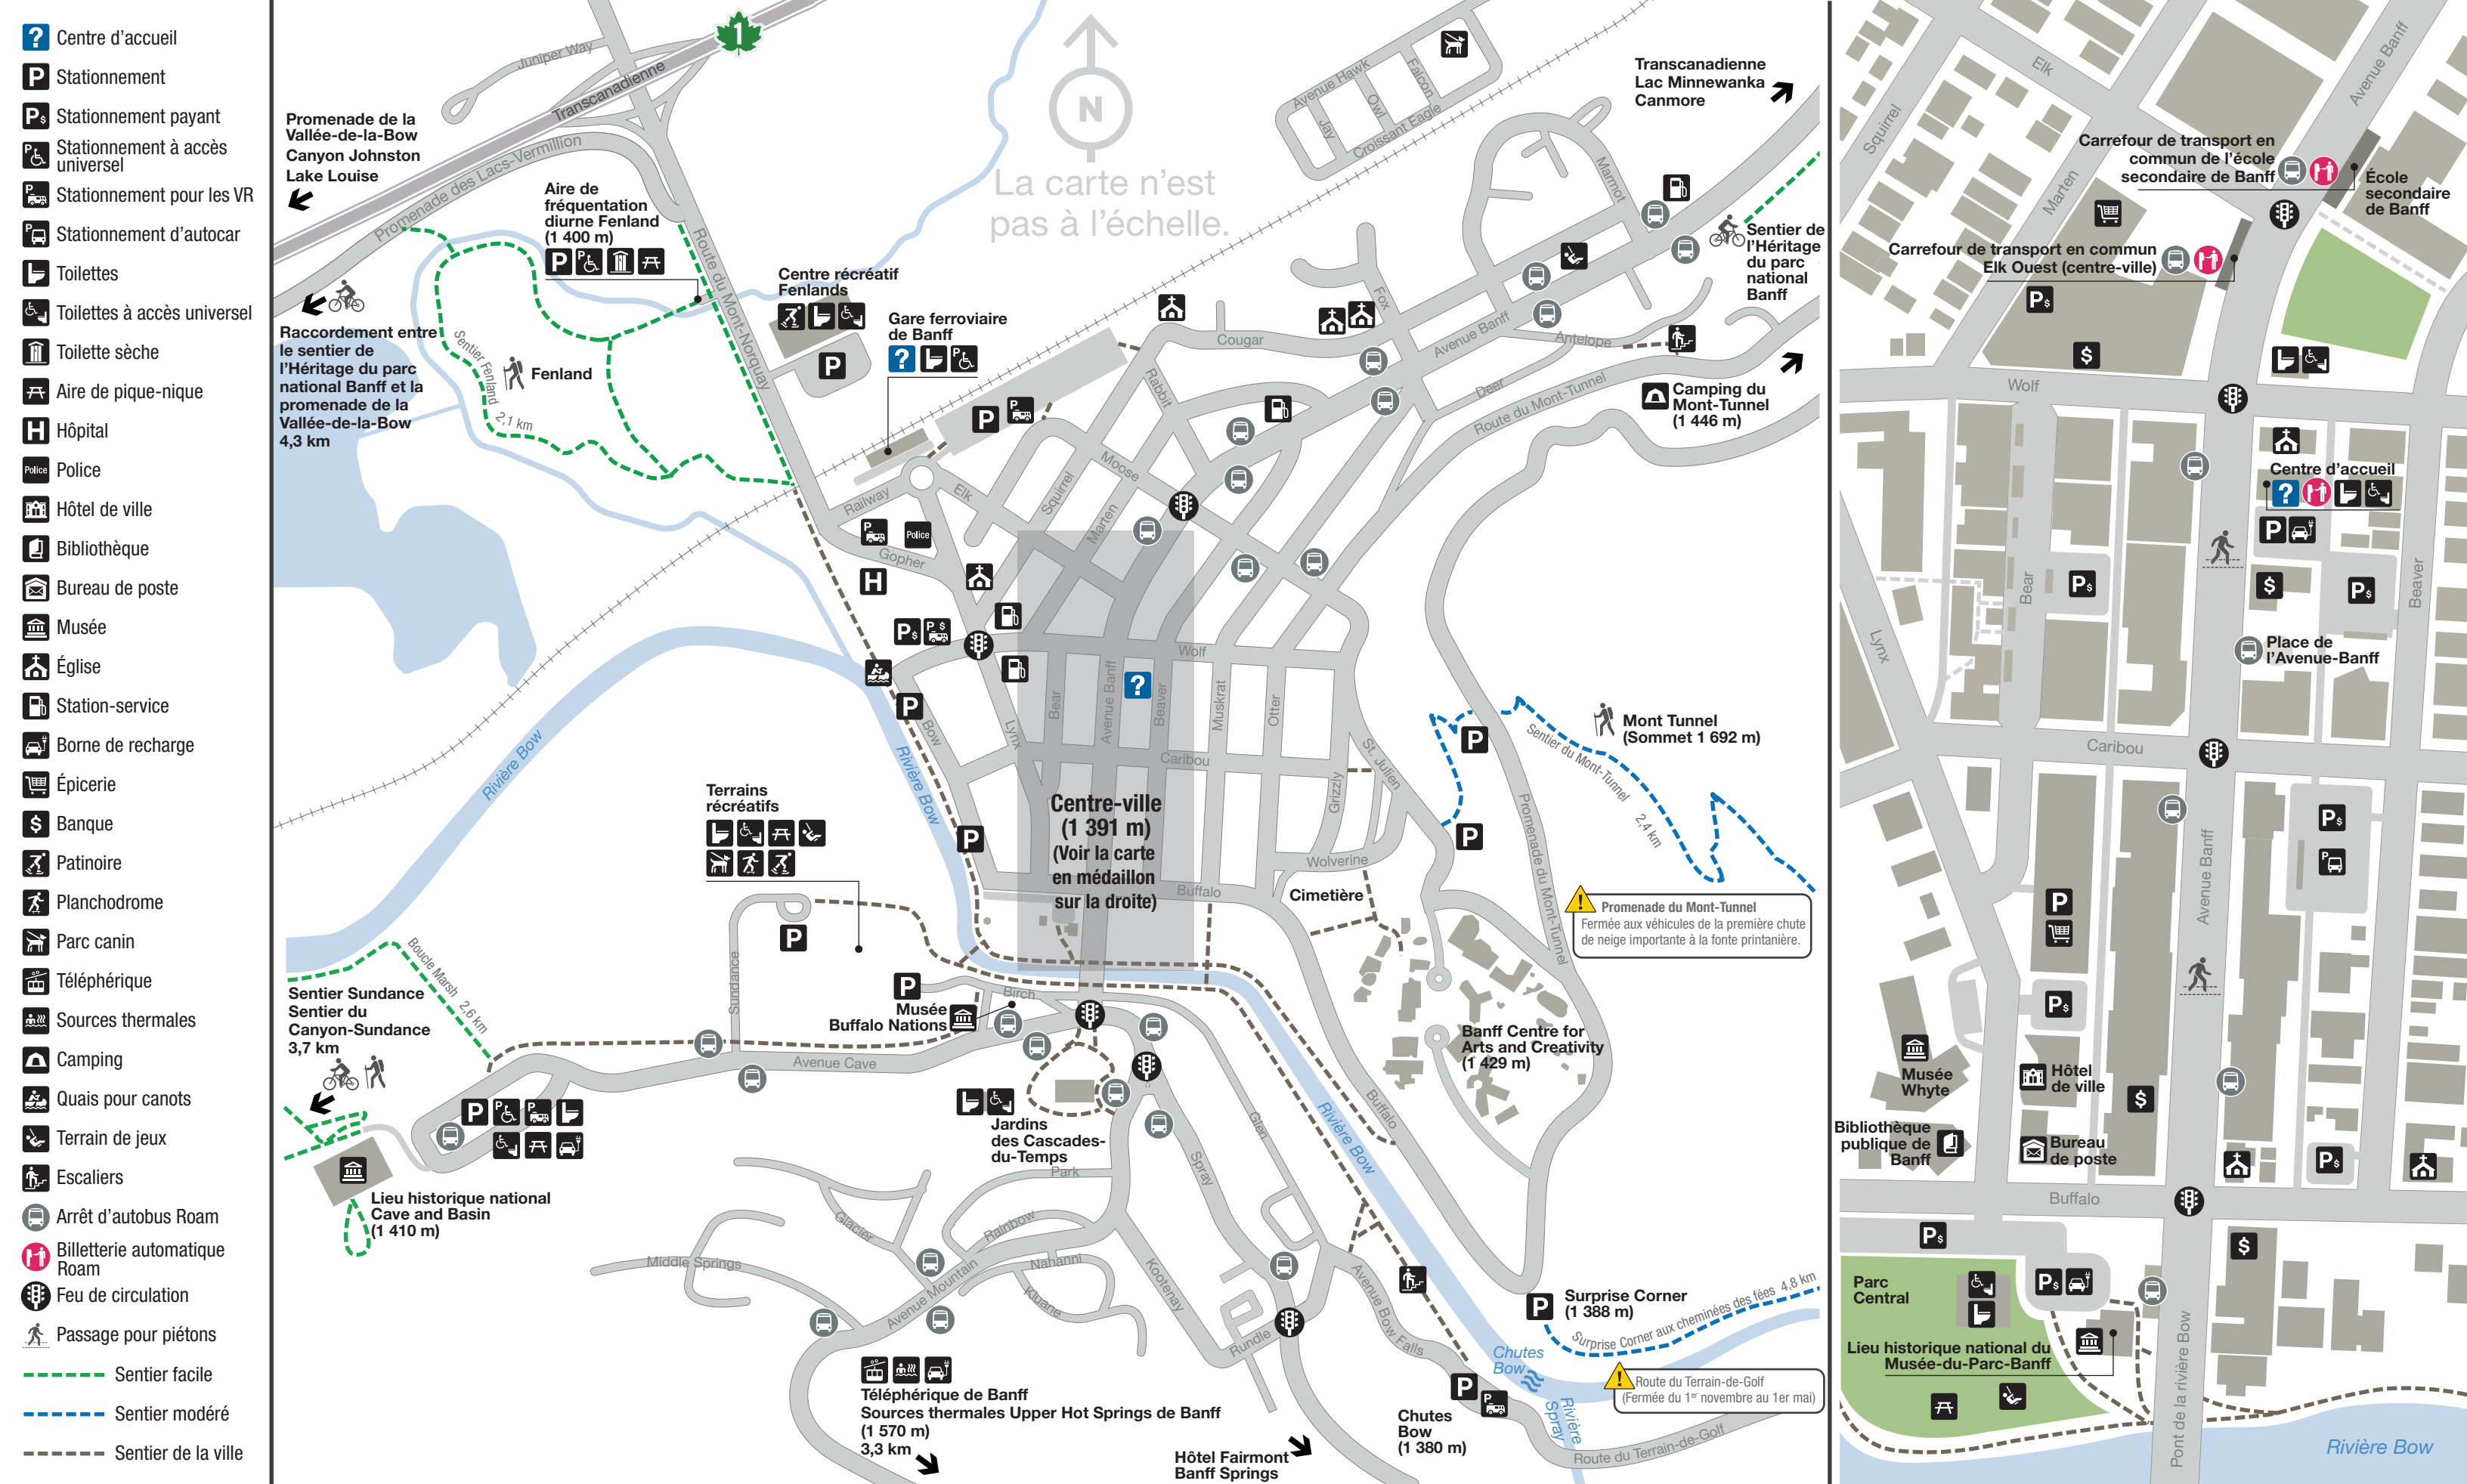 Centre d'accueil
P Stationnement
P$ Stationnement payant
P Stationnement à accès
universel
P Stationnement pour les VR
P Stationnement d'autocar
Toilettes
Toilettes à accès universel
Toilette sèche
Aire de pique-nique
H Hôpital
Police Police
Hôtel de ville
Bibliothèque
Bureau de poste
Musée
Église
Station-service
Borne de recharge
Épicerie
$ Banque
Patinoire
Planchodrome
Parc canin
Téléphérique
Sources thermales
Camping
Quais pour canots
Terrain de jeux
Escaliers
Arrêt d'autobus Roam
Billetterie automatique
Roam
Feu de circulation
Passage pour piétons
Sentier facile
Sentier modéré
Sentier de la ville
1
N
La carte n'est
pas à l'échelle.
Juniper Way
Transcanadienne
Promenade des Lacs-Vermillion
Promenade de la
Vallée-de-la-Bow
Canyon Johnston
Lake Louise
Aire de
fréquentation
diurne Fenland
(1 400 m)
Route du Mont-Norquay
Raccordement entre
le sentier de
l'Héritage du parc
national Banff et la
promenade de la
Vallée-de-la-Bow
4,3 km
Sentier Fenland
2,1 km
Fenland
Centre récréatif
Fenlands
Gare ferroviaire
de Banff
Avenue Hawk
Jay
Owl
Falcon
Croissant Eagle
Transcanadienne
Lac Minnewanka
Canmore
Marmot
Sentier de
l'Héritage
du parc
national
Banff
Fox
Cougar
Avenue Banff
Antelope
Deer
Route du Mont-Tunnel
Camping du
Mont-Tunnel
(1 446 m)
Rabbit
Moose
Squirrel
Marten
Elk
Railway
Police
Gopher
H
Wolf
Bear
Avenue Banff
Beaver
Muskrat
Otter
Lynx
Bow
Caribou
Grizzly
St. Julien
Wolverine
Buffalo
Cimetière
Centre-ville
(1 391 m)
(Voir la carte
en médaillon
sur la droite)
Rivière Bow
Rivière Bow
Mont Tunnel
(Sommet 1 692 m)
Sentier du Mont-Tunnel
2,4 km
Promenade du Mont-Tunnel
Promenade du Mont-Tunnel
Fermée aux véhicules de la première chute
de neige importante à la fonte printanière.
Terrains
récréatifs
Boucle Marsh
2,6 km
Sentier Sundance
Sentier du
Canyon-Sundance
3,7 km
Sundance
Musée
Buffalo Nations
Birch
Avenue Cave
Lieu historique national
Cave and Basin
(1 410 m)
Jardins
des Cascades-
du-Temps
Banff Centre for
Arts and Creativity
(1 429 m)
Buffalo
Rivière Bow
Glen
Spray
Park
Rainbow
Glacier
Middle Springs
Avenue Mountain
Nahanni
Kluane
Kootenay
Rundle
Avenue Bow Falls
Téléphérique de Banff
Sources thermales Upper Hot Springs de Banff
(1 570 m)
3,3 km
Hôtel Fairmont
Banff Springs
Chutes
Bow
(1 380 m)
Chutes
Bow
Rivière
Spray
Surprise Corner
(1 388 m)
Surprise Corner aux cheminées des fées 4,8 km
Route du Terrain-de-Golf
(Fermée du 1er novembre au 1er mai)
Route du Terrain-de-Golf
Elk
Squirrel
Marten
Avenue Banff
Carrefour de transport en
commun de l'école
secondaire de Banff
École
secondaire
de Banff
Carrefour de transport en commun
Elk Ouest (centre-ville)
Wolf
Centre d'accueil
Bear
Beaver
Lynx
Place de
l'Avenue-Banff
Caribou
Avenue Banff
Musée
Whyte
Hôtel
de ville
Bibliothèque
publique de
Banff
Bureau
de poste
Buffalo
Parc
Central
Lieu historique national du
Musée-du-Parc-Banff
Pont de la rivière Bow
Rivière Bow